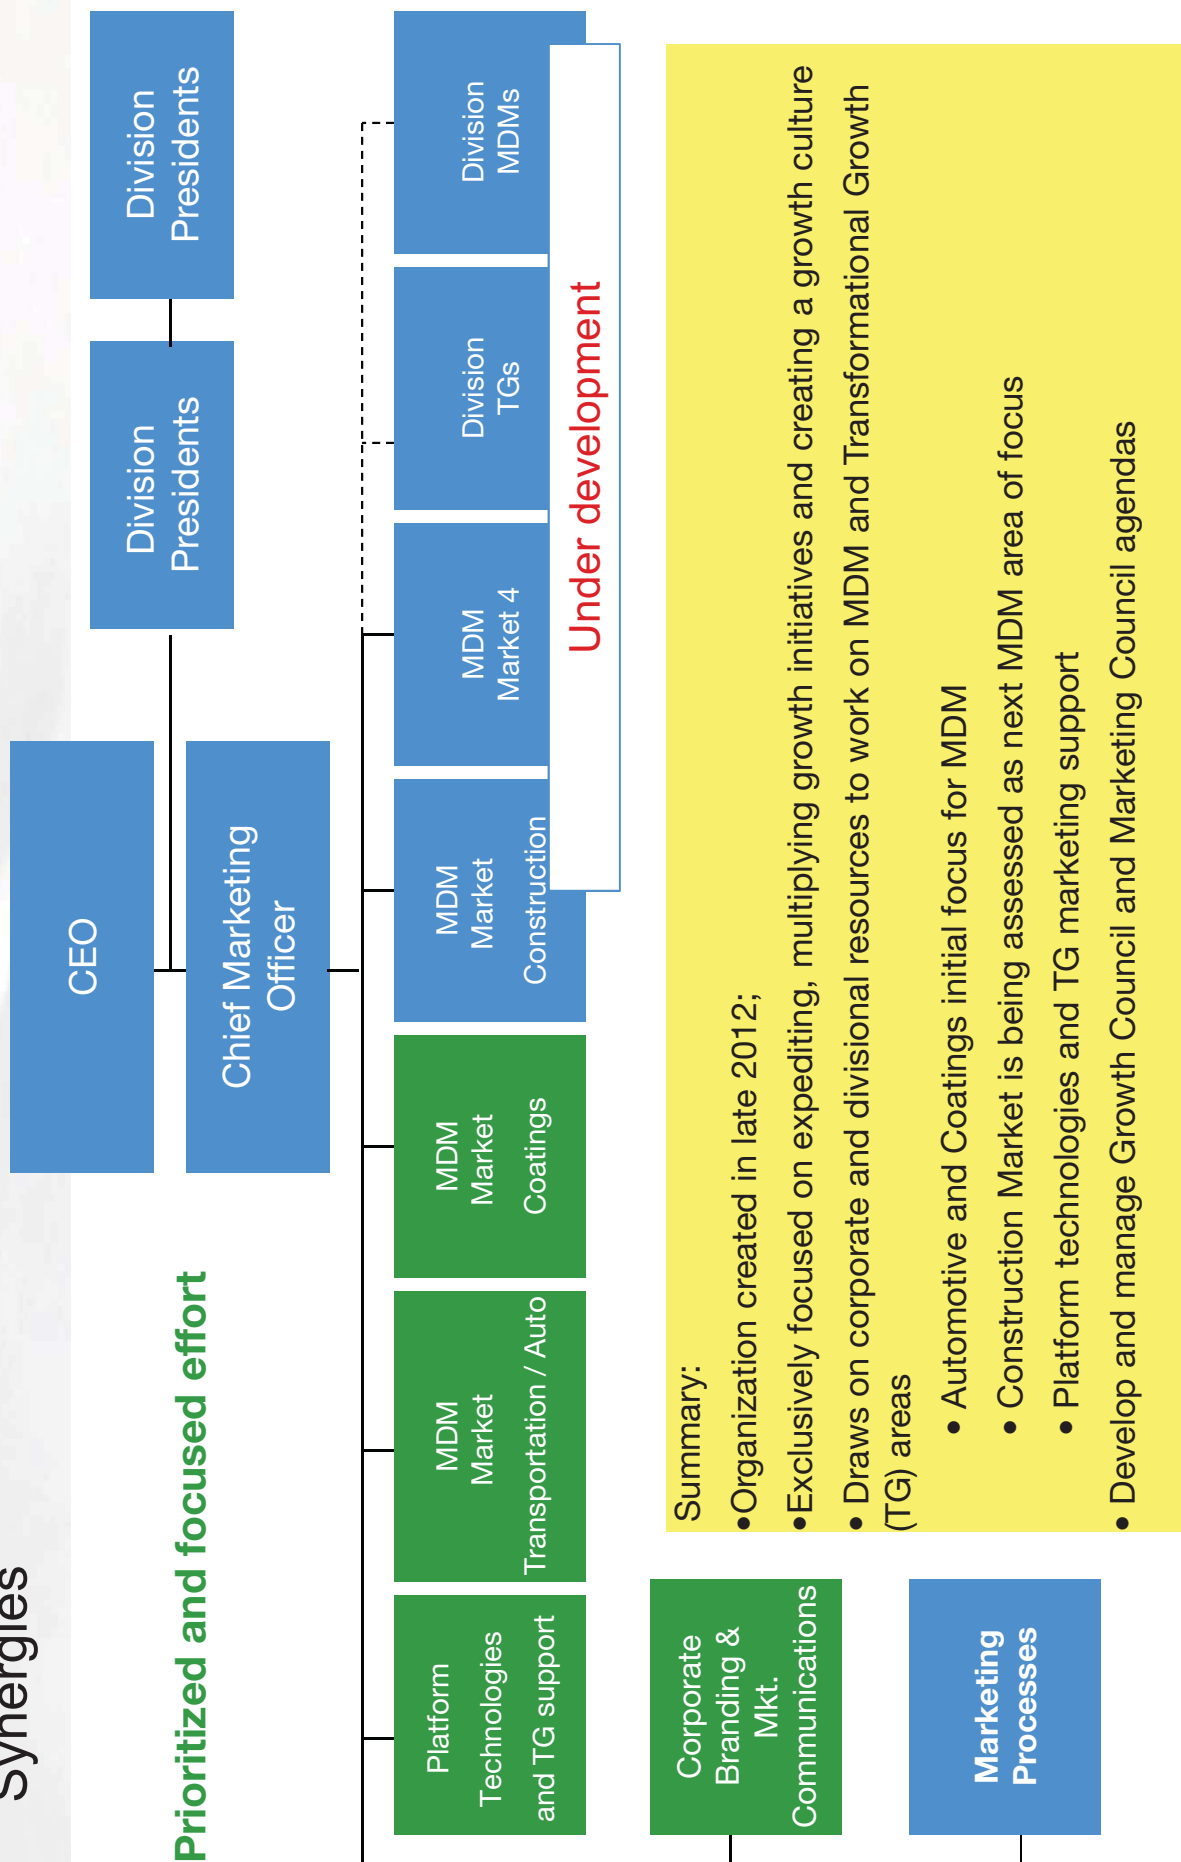 Synergies
Prioritized and focused effort
CEO
Chief Marketing
Officer
Division
Presidents
Division
Presidents
Platform
Technologies
and TG support
MDM
Market
Transportation / Auto
MDM
Market
Coatings
MDM
Market
Construction
MDM
Market 4
Division
TGs
Division
MDMs
Under development
Corporate
Branding &
Mkt.
Communications
Marketing
Processes
Summary:
•Organization created in late 2012;
•Exclusively focused on expediting, multiplying growth initiatives and creating a growth culture
• Draws on corporate and divisional resources to work on MDM and Transformational Growth
(TG) areas
• Automotive and Coatings initial focus for MDM
• Construction Market is being assessed as next MDM area of focus
• Platform technologies and TG marketing support
• Develop and manage Growth Council and Marketing Council agendas